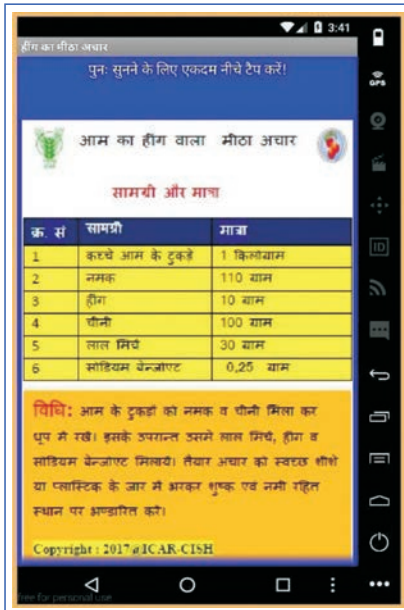 3:41
हींग का मीठा अचार
पुनः सुनने के लिए एकदम नीचे टैप करें!
आम का हींग वाला मीठा अचार
सामग्री और मात्रा
क्र. सं सामग्री मात्रा
1 कच्चे आम के टुकड़े 1 किलोग्राम
2 नमक 110 ग्राम
3 हींग 10 ग्राम
4 चीनी 100 ग्राम
5 लाल मिर्च 30 ग्राम
6 सोडियम बेन्जोएट 0,25 ग्राम
विधि: आम के टुकड़ों को नमक व चीनी मिला कर
धूप मे रखें। इसके उपरान्त उसमें लाल मिर्च, हींग व
सोडियम बेन्जोएट मिलाये। तैयार अचार को स्वच्छ शीशे
या प्लास्टिक के जार में भरकर शुष्क एवं नमी रहित
स्थान पर भण्डारित करें।
Copyright : 2017@ICAR-CISH
free for personal use
GPS
ID